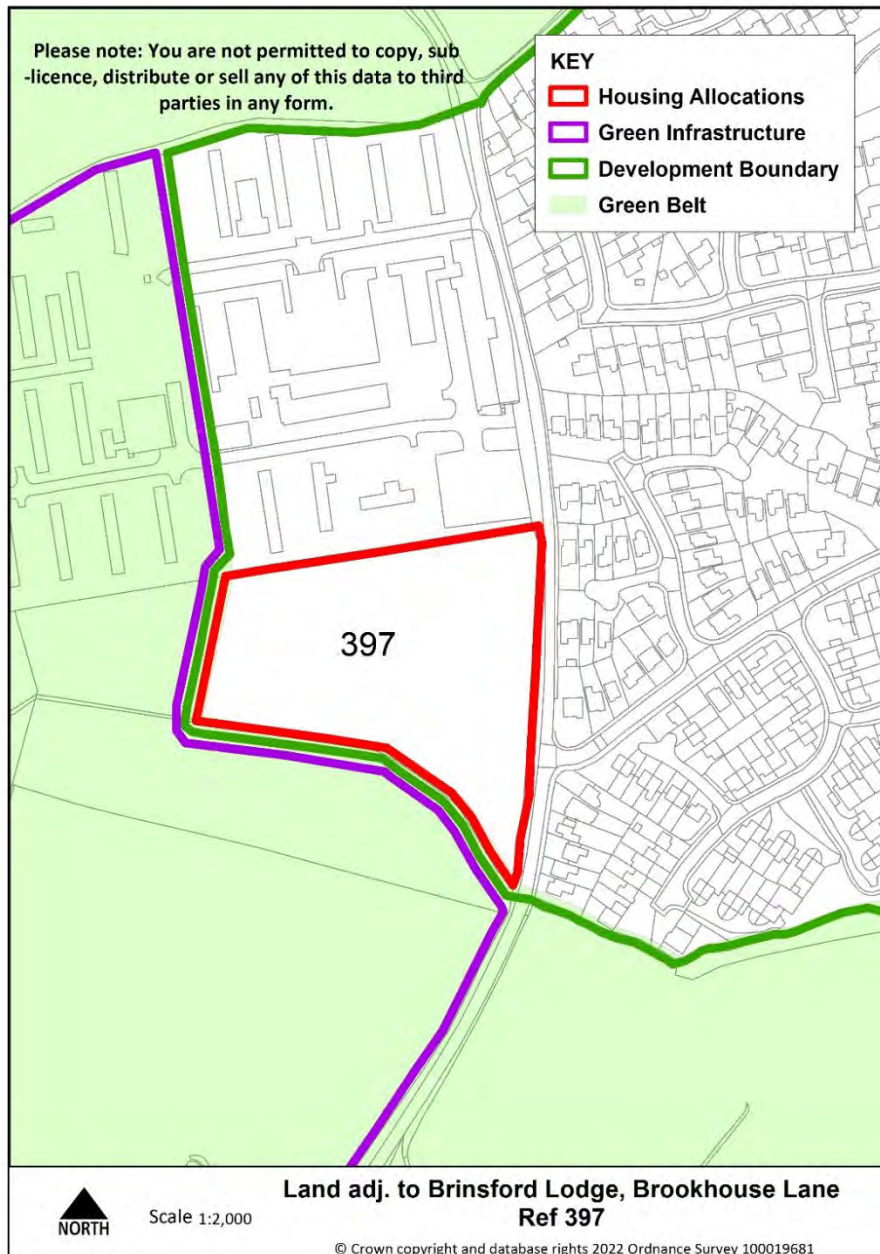 Please note: You are not permitted to copy, sub
-licence, distribute or sell any of this data to third
parties in any form.
KEY
Housing Allocations
Green Infrastructure
Development Boundary
Green Belt
397
NORTH
Scale 1:2,000
Land adj. to Brinsford Lodge, Brookhouse Lane
Ref 397
© Crown copyright and database rights 2022 Ordnance Survey 100019681